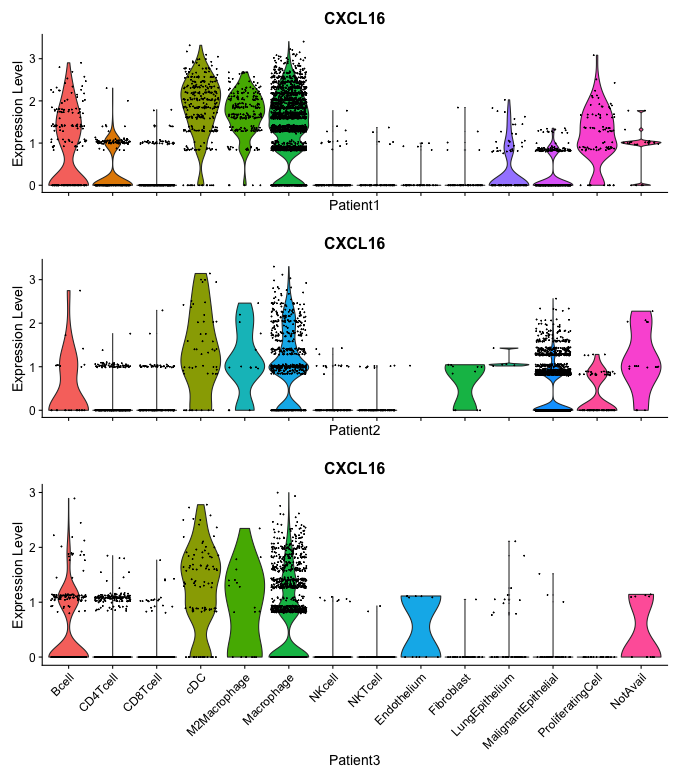 CXCL16
Expression Level
3
2
1
0
Patient1
CXCL16
Expression Level
3
2
1
0
Patient2
CXCL16
Expression Level
3
2
1
0
Bcell
CD4Tcell
CD8Tcell
cDC
M2Macrophage
Macrophage
NKcell
NKTcell
Endothelium
Fibroblast
LungEpithelium
MalignantEpithelial
ProliferatingCell
NotAvail
Patient3